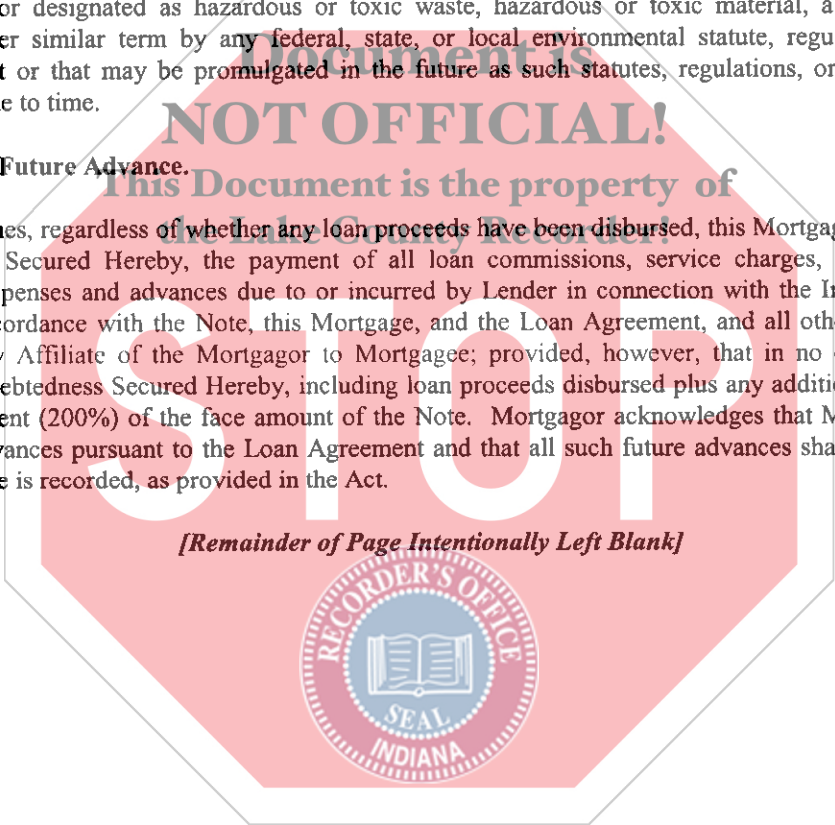 or designated as hazardous or toxic waste, hazardous or toxic material, a
er similar term by any federal, state, or local environmental statute, regu
Document is
t or that may be promulgated in the future as such statutes, regulations, or
e to time.
NOT OFFICIAL!
Future Advance.
This Document is the property of
the Lake County Recorder!
es, regardless of whether any loan proceeds have been disbursed, this Mortga
Secured Hereby, the payment of all loan commissions, service charges,
penses and advances due to or incurred by Lender in connection with the I
cordance with the Note, this Mortgage, and the Loan Agreement, and all oth
Affiliate of the Mortgagor to Mortgagee; provided, however, that in no
ebtedness Secured Hereby, including loan proceeds disbursed plus any additi
ent (200%) of the face amount of the Note. Mortgagor acknowledges that M
vances pursuant to the Loan Agreement and that all such future advances sha
e is recorded, as provided in the Act.
STOP
[Remainder of Page Intentionally Left Blank]
RECORDER'S OFFICE
SEAL
INDIANA